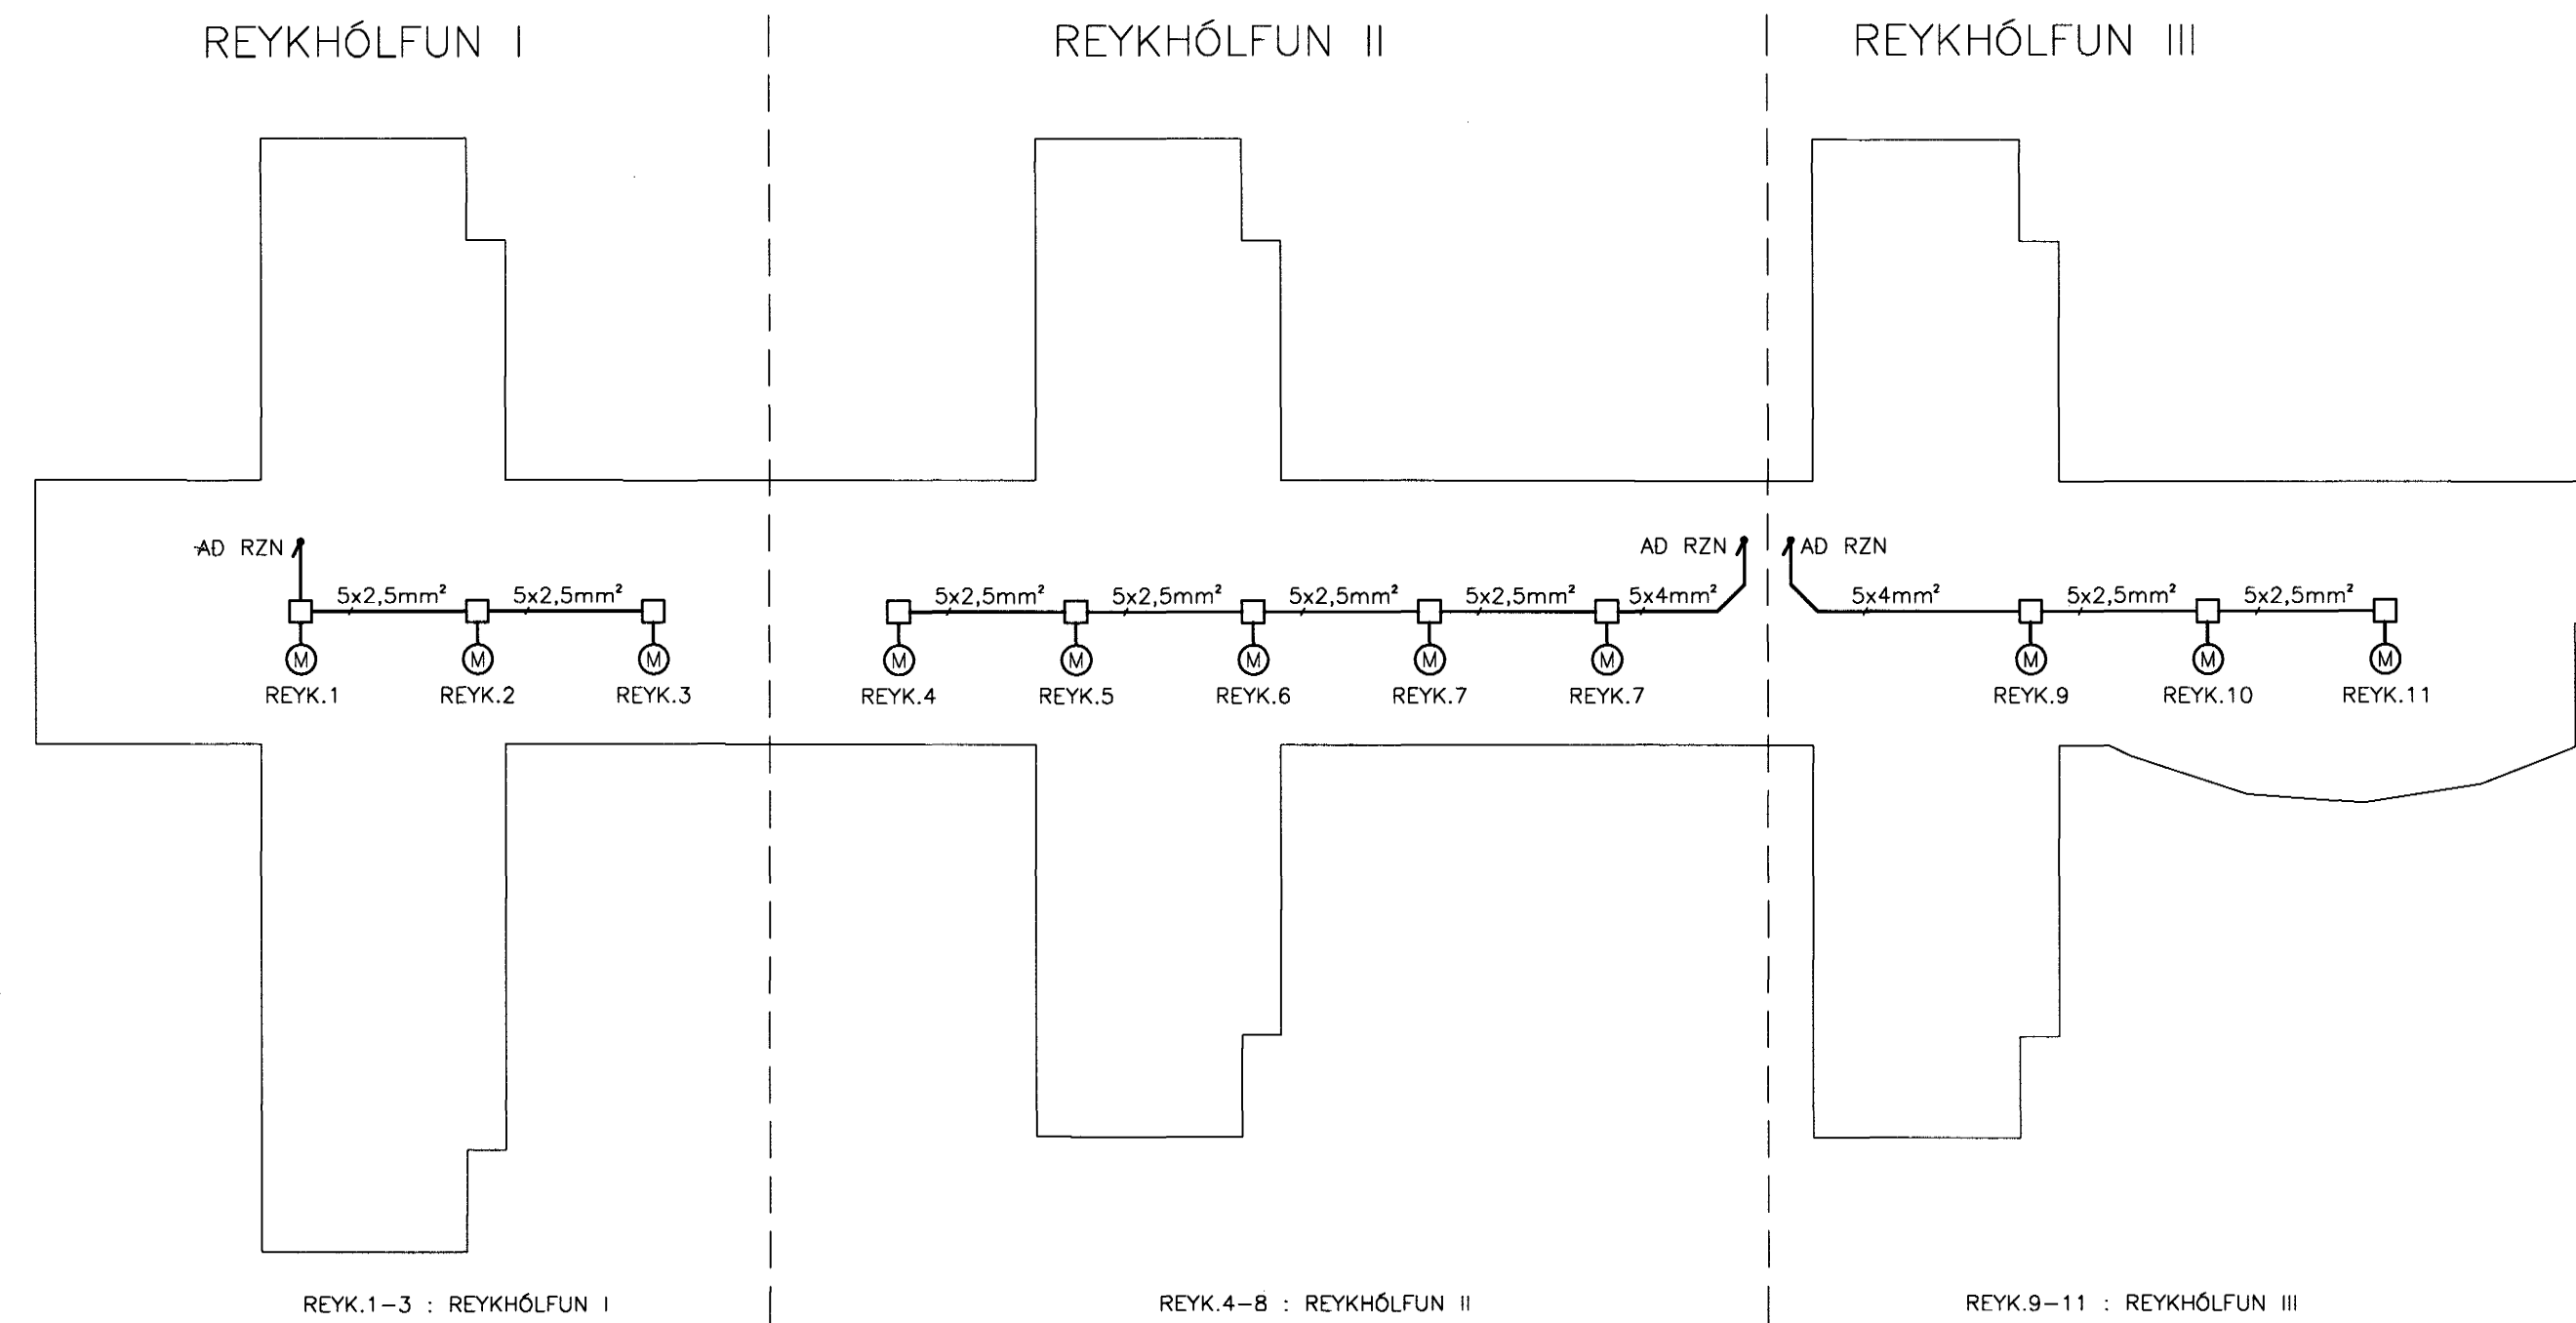 REYKHÓLFUN I
REYKHÓLFUN II
REYKHÓLFUN III
AÐ RZN
AÐ RZN
AÐ RZN
5x2,5mm²
5x2,5mm²
5x2,5mm²
5x2,5mm²
5x2,5mm²
5x2,5mm²
5x4mm²
5x4mm²
5x2,5mm²
5x2,5mm²
M
M
M
M
M
M
M
M
M
M
M
REYK.1
REYK.2
REYK.3
REYK.4
REYK.5
REYK.6
REYK.7
REYK.7
REYK.9
REYK.10
REYK.11
REYK.1-3 : REYKHÓLFUN I
REYK.4-8 : REYKHÓLFUN II
REYK.9-11 : REYKHÓLFUN III